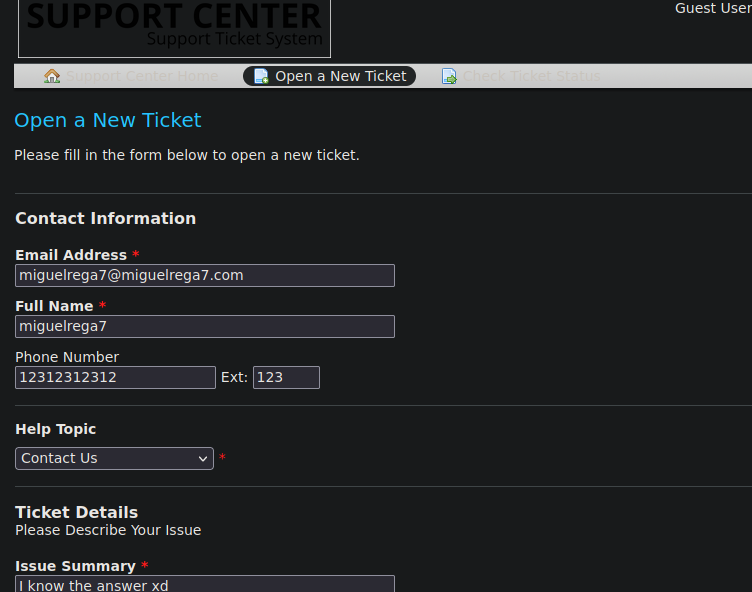 SUPPORT CENTER
Support Ticket System
Guest User
Support Center Home Open a New Ticket Check Ticket Status
Open a New Ticket
Please fill in the form below to open a new ticket.
Contact Information
Email Address *
miguelrega7@miguelrega7.com
Full Name *
miguelrega7
Phone Number
12312312312 Ext: 123
Help Topic
Contact Us *
Ticket Details
Please Describe Your Issue
Issue Summary *
I know the answer xd